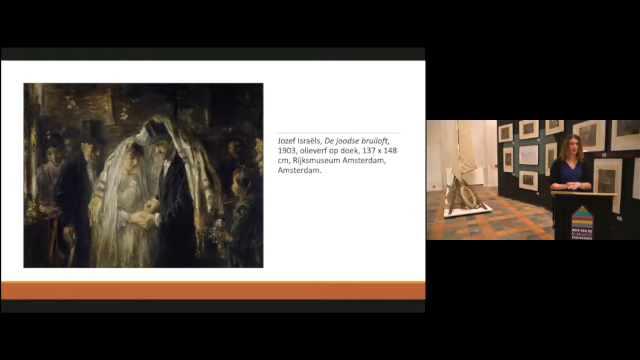 Jozef Israëls, De joodse bruiloft,
1903, olieverf op doek, 137 x 148
cm, Rijksmuseum Amsterdam,
Amsterdam.